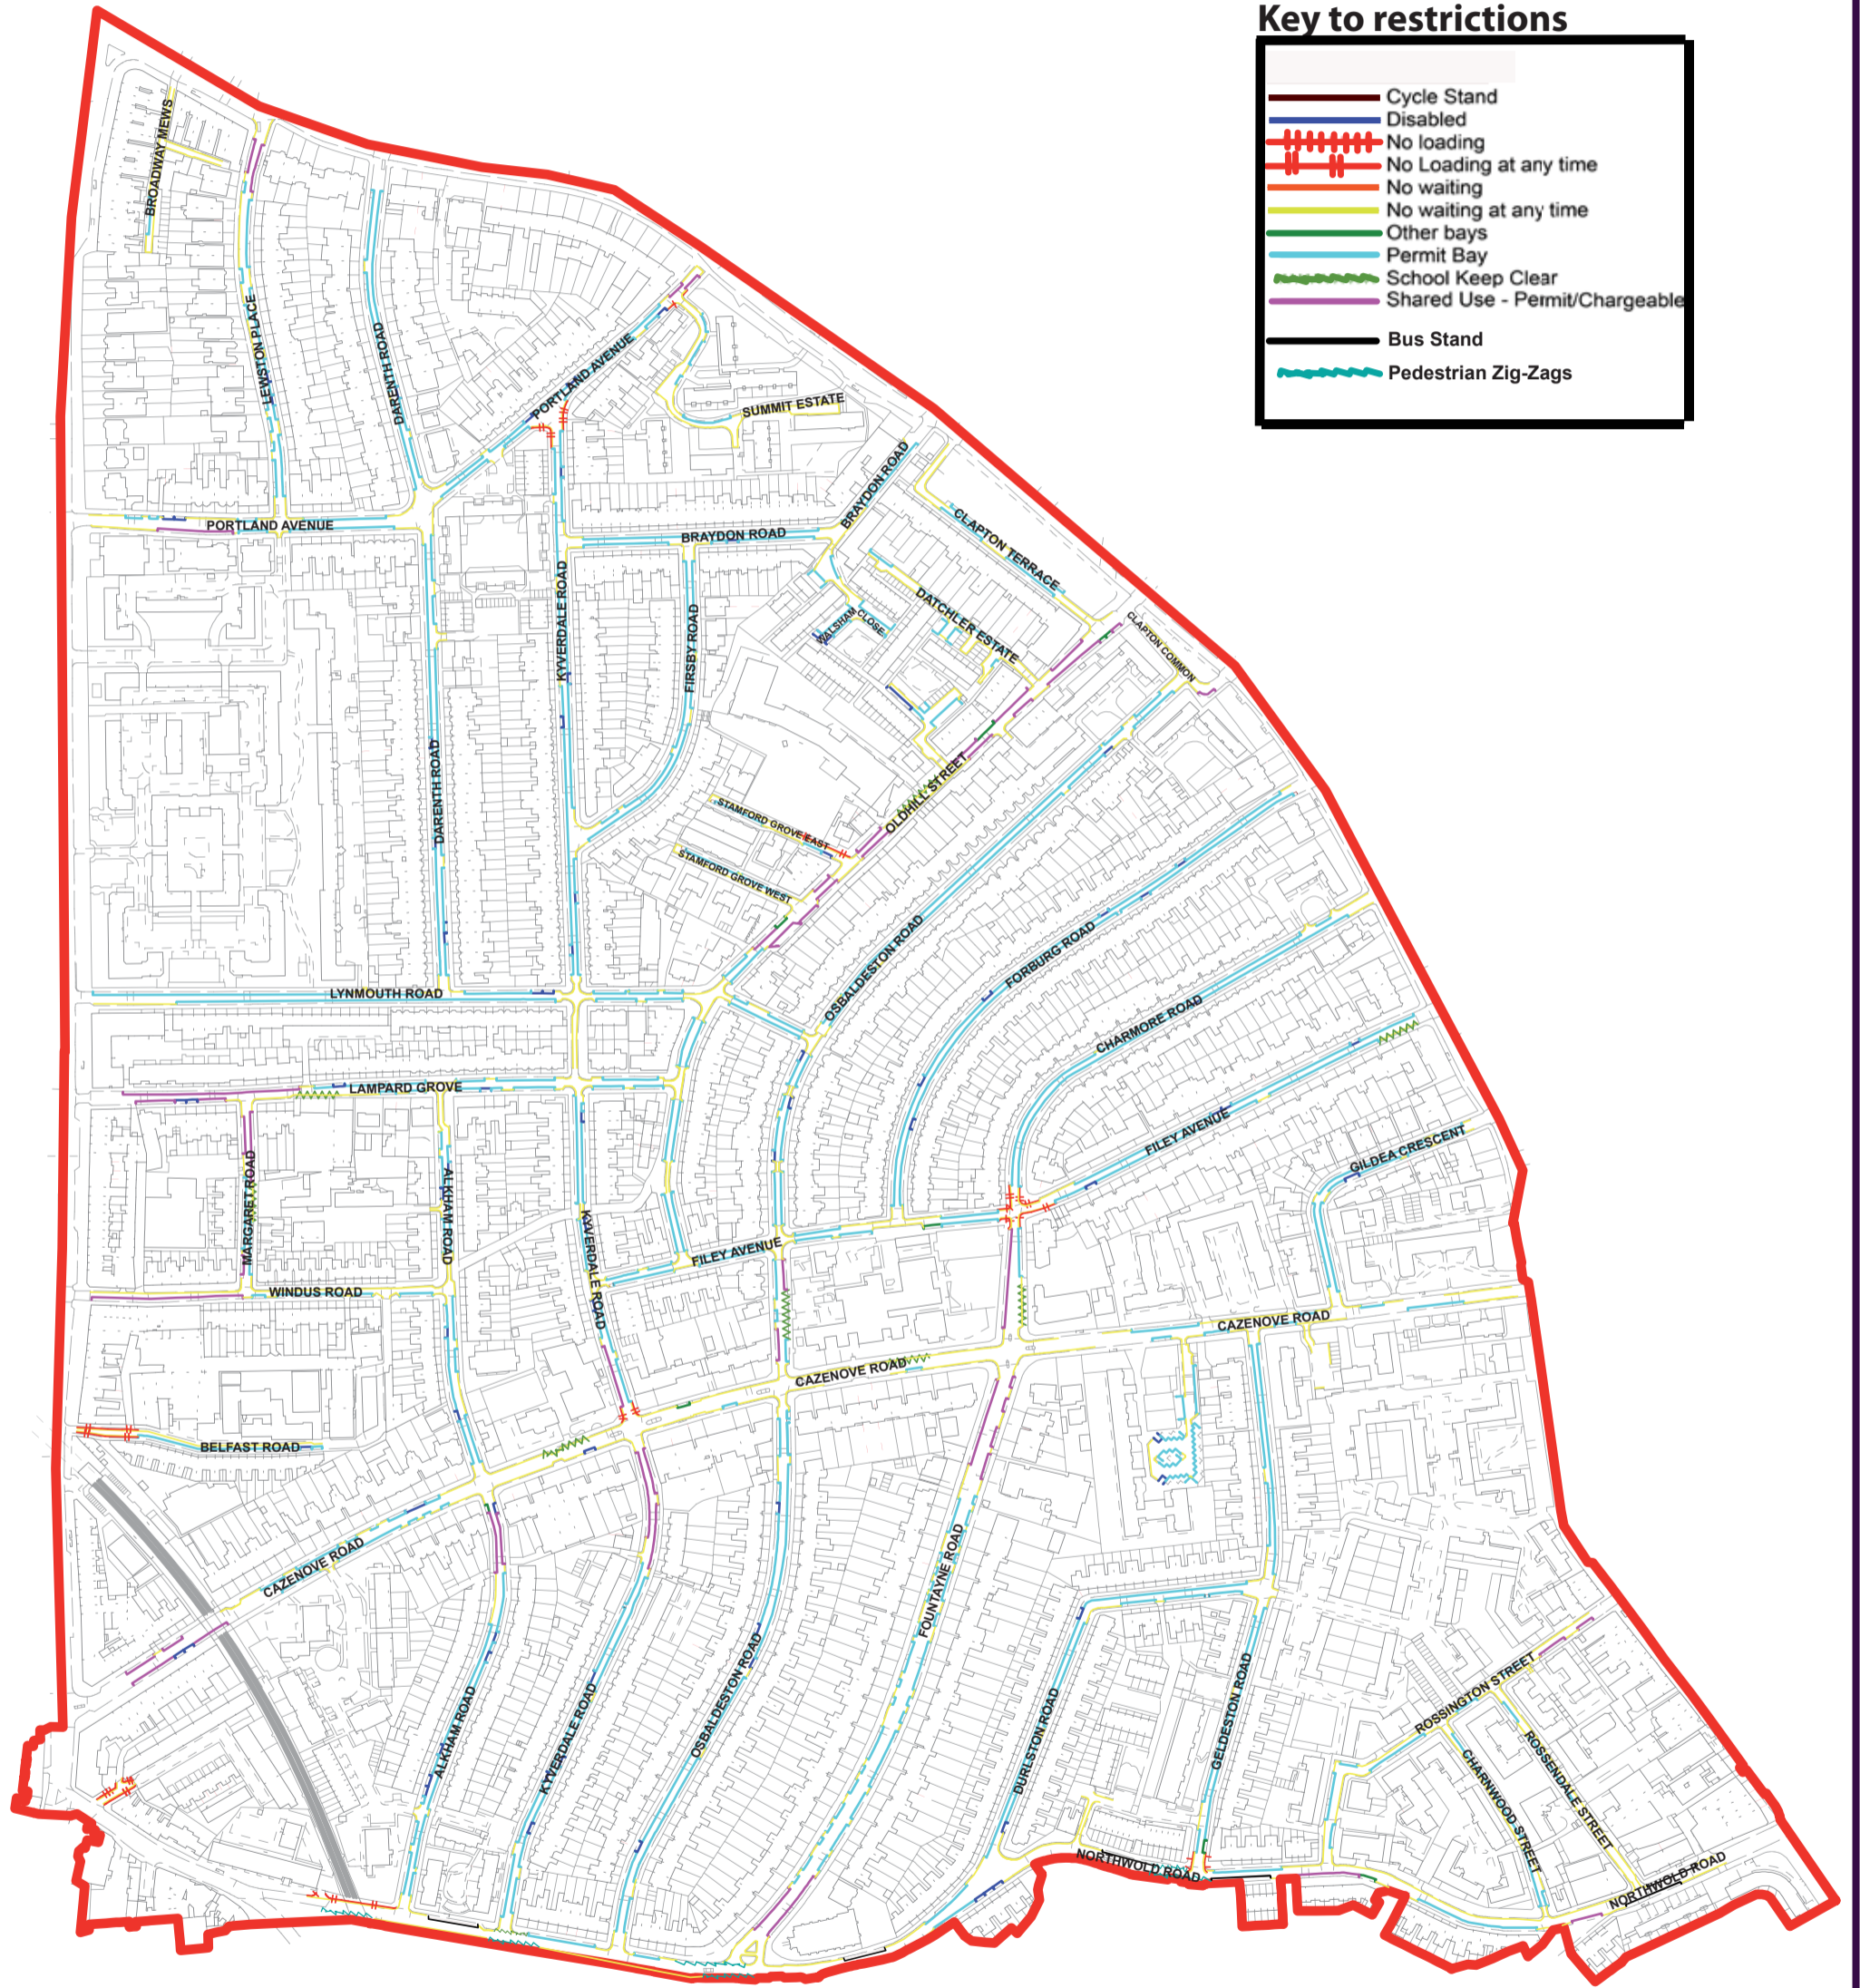 Key to restrictions
Cycle Stand
Disabled
No loading
No Loading at any time
No waiting
No waiting at any time
Other bays
Permit Bay
School Keep Clear
Shared Use - Permit/Chargeable
Bus Stand
Pedestrian Zig-Zags
BROADWAY MEWS
LEWSTON PLACE
DARENTH ROAD
PORTLAND AVENUE
SUMMIT ESTATE
BRAYDON ROAD
PORTLAND AVENUE
BRAYDON ROAD
CLAPTON TERRACE
KYVERDALE ROAD
FIRSBY ROAD
WALSHAM CLOSE
DATCHLER ESTATE
CLAPTON COMMON
DARENTH ROAD
OLDHILL STREET
STAMFORD GROVE EAST
STAMFORD GROVE WEST
OSBALDESTON ROAD
FORBURG ROAD
LYNMOUTH ROAD
CHARMORE ROAD
LAMPARD GROVE
FILEY AVENUE
GILDEA CRESCENT
MARGARET ROAD
ALKHAM ROAD
KYVERDALE ROAD
FILEY AVENUE
WINDUS ROAD
CAZENOVE ROAD
CAZENOVE ROAD
BELFAST ROAD
CAZENOVE ROAD
FOUNTAYNE ROAD
ALKHAM ROAD
KYVERDALE ROAD
OSBALDESTON ROAD
DURLSTON ROAD
GELDESTON ROAD
ROSSINGTON STREET
CHARNWOOD STREET
ROSSENDALE STREET
NORTHWOLD ROAD
NORTHWOLD ROAD